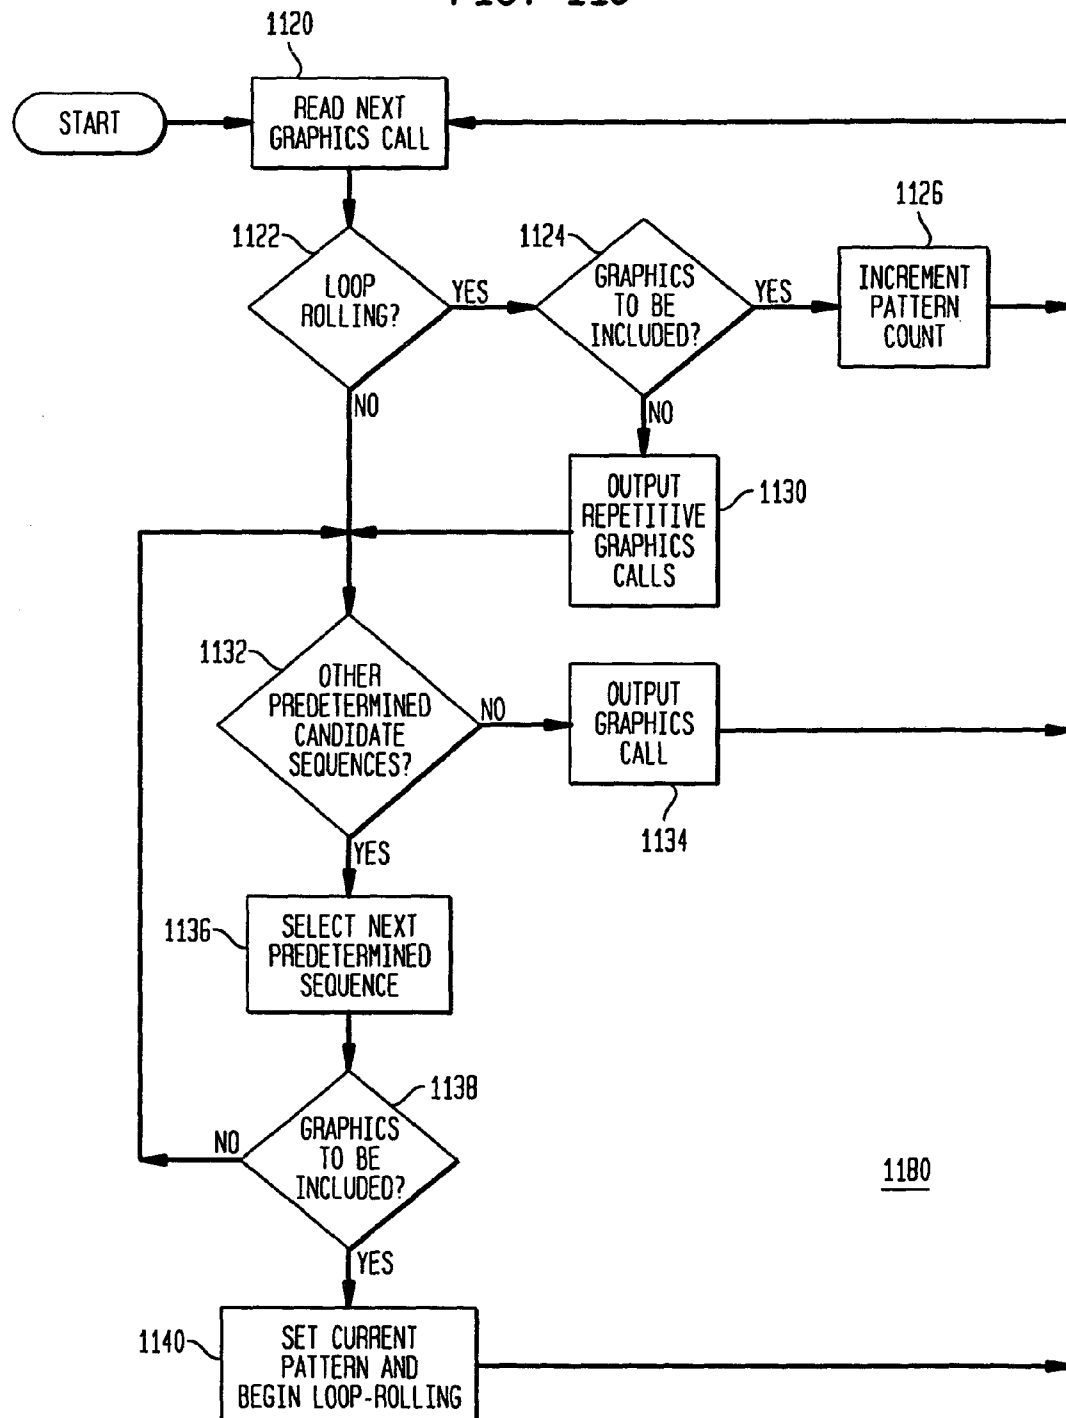 1120
START
READ NEXT
GRAPHICS CALL
1122
LOOP
ROLLING?
YES
NO
1124
GRAPHICS
TO BE
INCLUDED?
YES
NO
1126
INCREMENT
PATTERN
COUNT
OUTPUT
REPETITIVE
GRAPHICS
CALLS
1130
1132
OTHER
PREDETERMINED
CANDIDATE
SEQUENCES?
NO
YES
OUTPUT
GRAPHICS
CALL
1134
1136
SELECT NEXT
PREDETERMINED
SEQUENCE
1138
GRAPHICS
TO BE
INCLUDED?
NO
YES
1180
1140
SET CURRENT
PATTERN AND
BEGIN LOOP-ROLLING